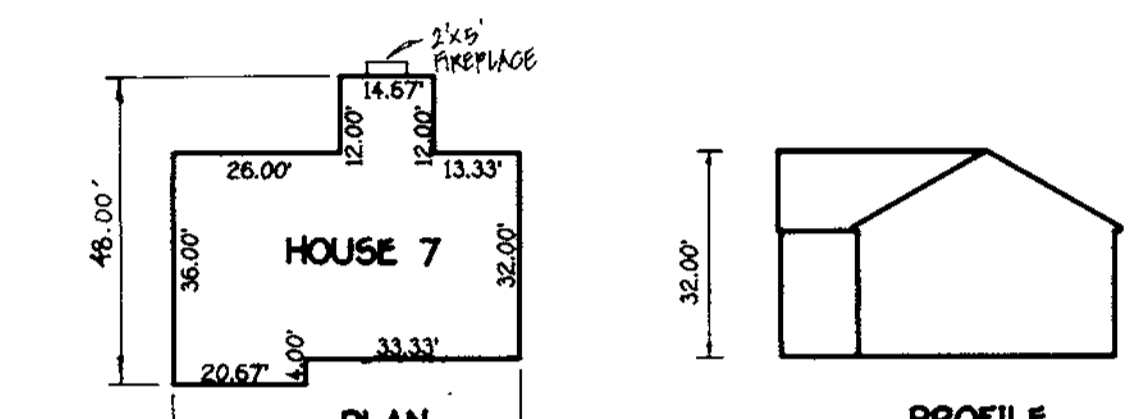 2'X5'
FIREPLACE
14.67'
12.00'
12.00'
26.00'
13.33'
48.00'
36.00'
HOUSE 7
32.00'
32.00'
33.33'
4.00'
20.67'
PLAN
PROFILE